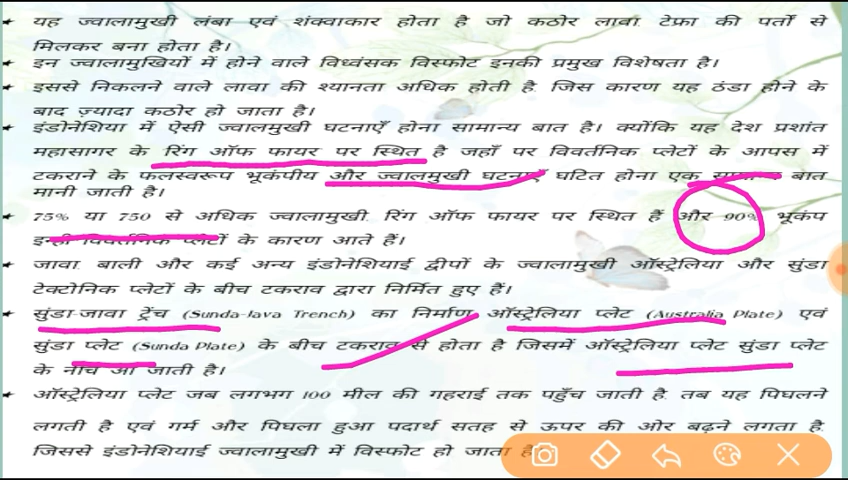 ★ यह ज्वालामुखी लंबा एवं शंक्वाकार होता है जो कठोर लावा, टेफ्रा की पर्तों से
मिलकर बना होता है।
★ इन ज्वालामुखियों में होने वाले विध्वंसक विस्फोट इनकी प्रमुख विशेषता है।
★ इससे निकलने वाले लावा की श्यानता अधिक होती है, जिस कारण यह ठंडा होने के
बाद ज़्यादा कठोर हो जाता है।
★ इंडोनेशिया में ऐसी ज्वालमुखी घटनाएँ होना सामान्य बात है। क्योंकि यह देश प्रशांत
महासागर के रिंग ऑफ फायर पर स्थित है जहाँ पर विवर्तनिक प्लेटों के आपस में
टकराने के फलस्वरूप भूकंपीय और ज्वालमुखी घटनाएँ घटित होना एक सामान्य बात
मानी जाती है।
★ 75% या 750 से अधिक ज्वालामुखी, रिंग ऑफ फायर पर स्थित हैं और 90% भूकंप
इन्ही विवर्तनिक प्लेटों के कारण आते हैं।
★ जावा, बाली और कई अन्य इंडोनेशियाई द्वीपों के ज्वालामुखी ऑस्ट्रेलिया और सुंडा
टेक्टोनिक प्लेटों के बीच टकराव द्वारा निर्मित हुए हैं।
★ सुंडा-जावा ट्रेंच (Sunda-Java Trench) का निर्माण, ऑस्ट्रेलिया प्लेट (Australia Plate) एवं
सुंडा प्लेट (Sunda Plate) के बीच टकराव से होता है जिसमें ऑस्ट्रेलिया प्लेट सुंडा प्लेट
के नीचे आ जाती है।
★ ऑस्ट्रेलिया प्लेट जब लगभग 100 मील की गहराई तक पहुँच जाती है, तब यह पिघलने
लगती है एवं गर्म और पिघला हुआ पदार्थ सतह से ऊपर की ओर बढ़ने लगता है,
जिससे इंडोनेशियाई ज्वालामुखी में विस्फोट हो जाता